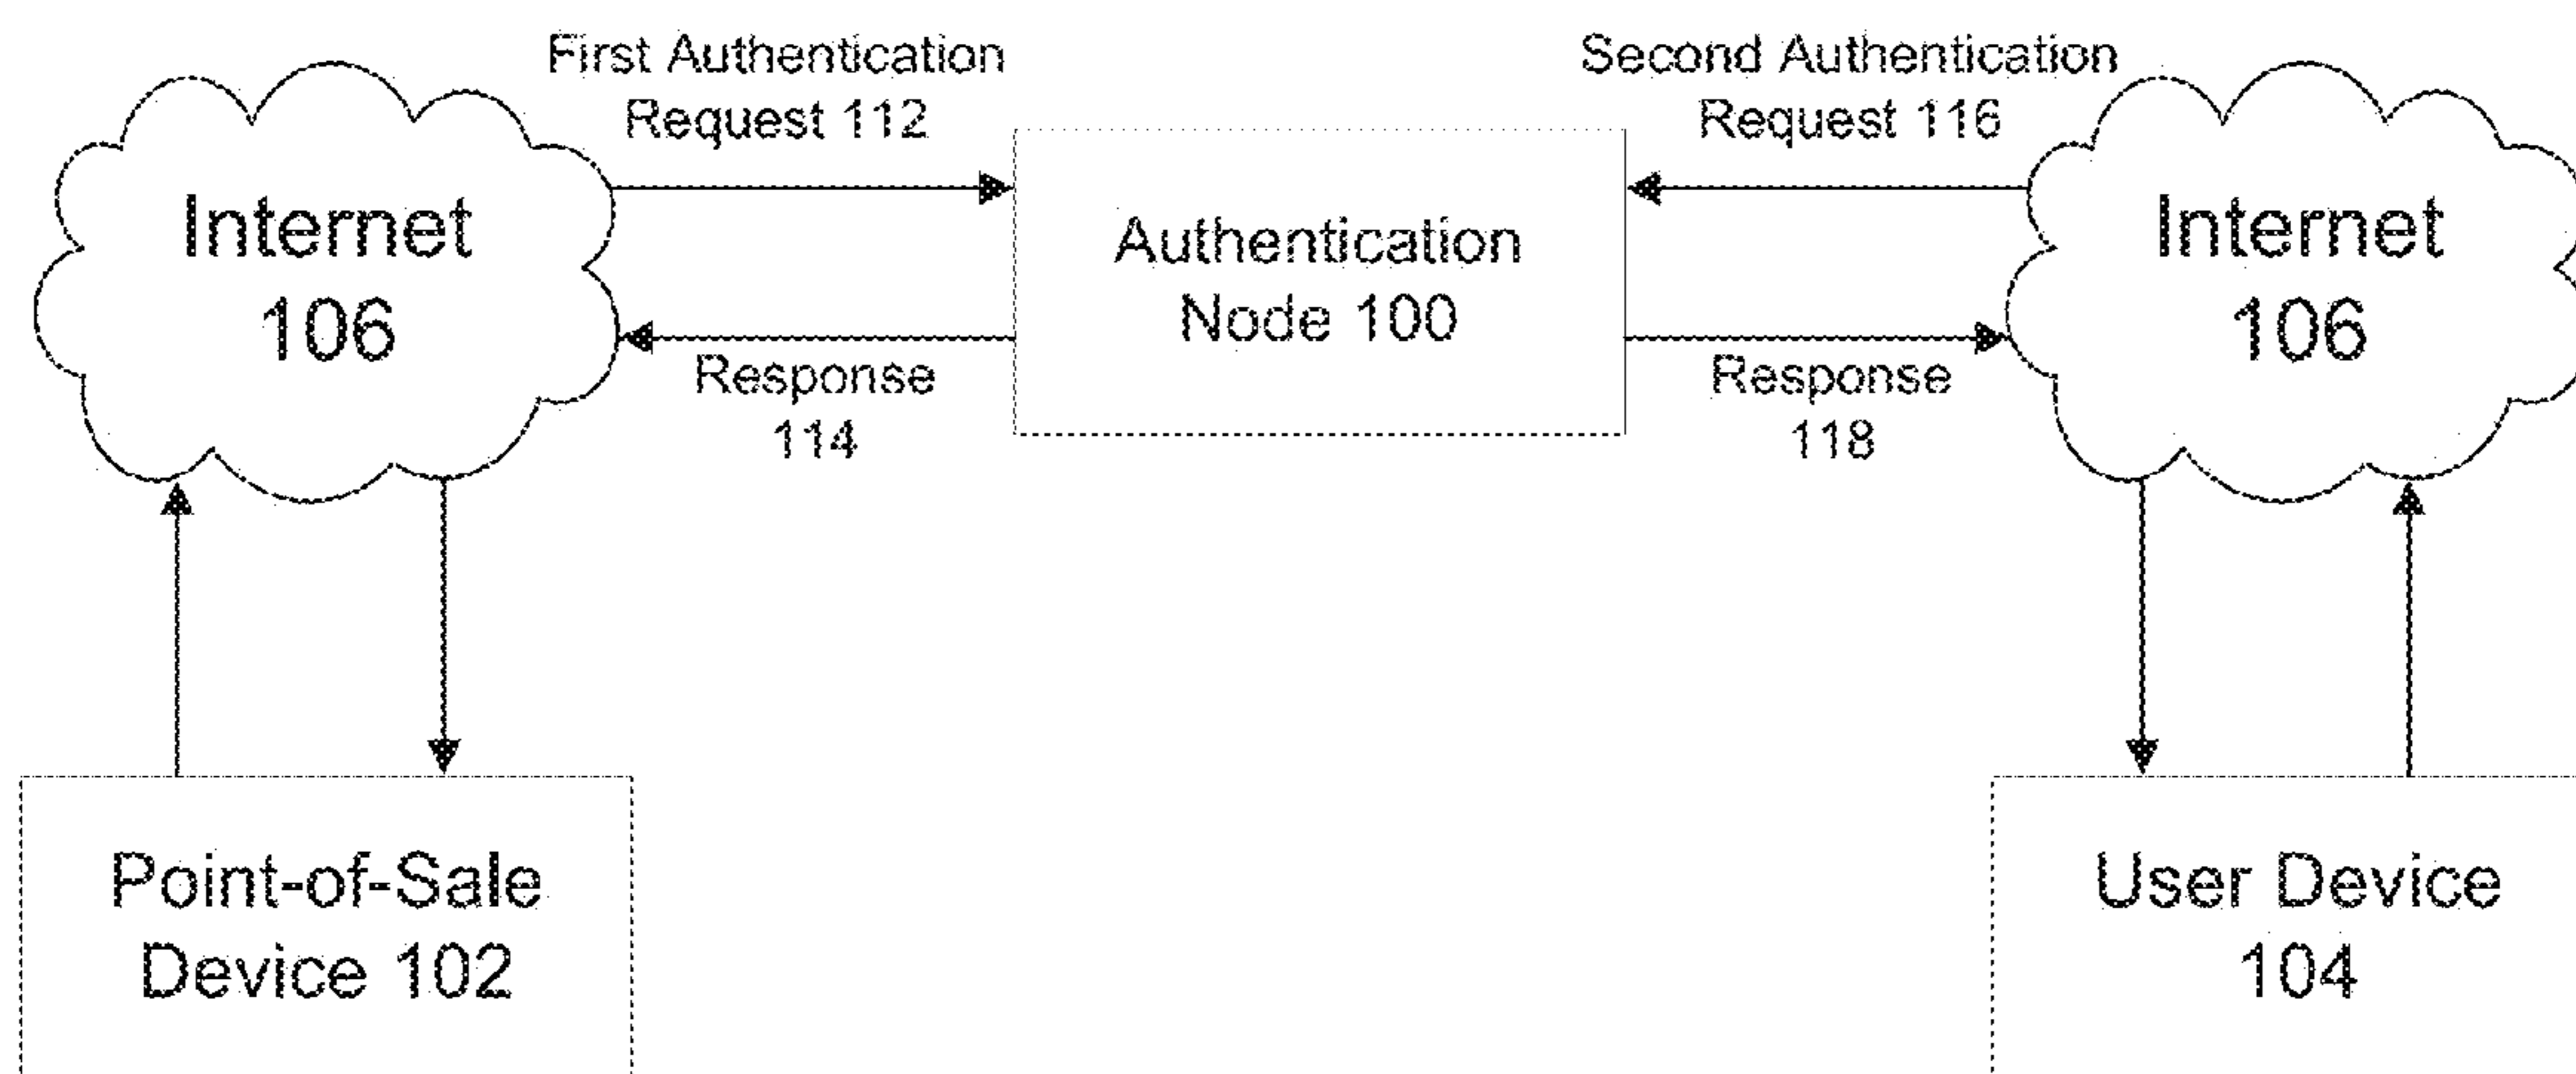 First Authentication
Request 112
Second Authentication
Request 116
Internet
106
Authentication
Node 100
Internet
106
Response
114
Response
118
Point-of-Sale
Device 102
User Device
104